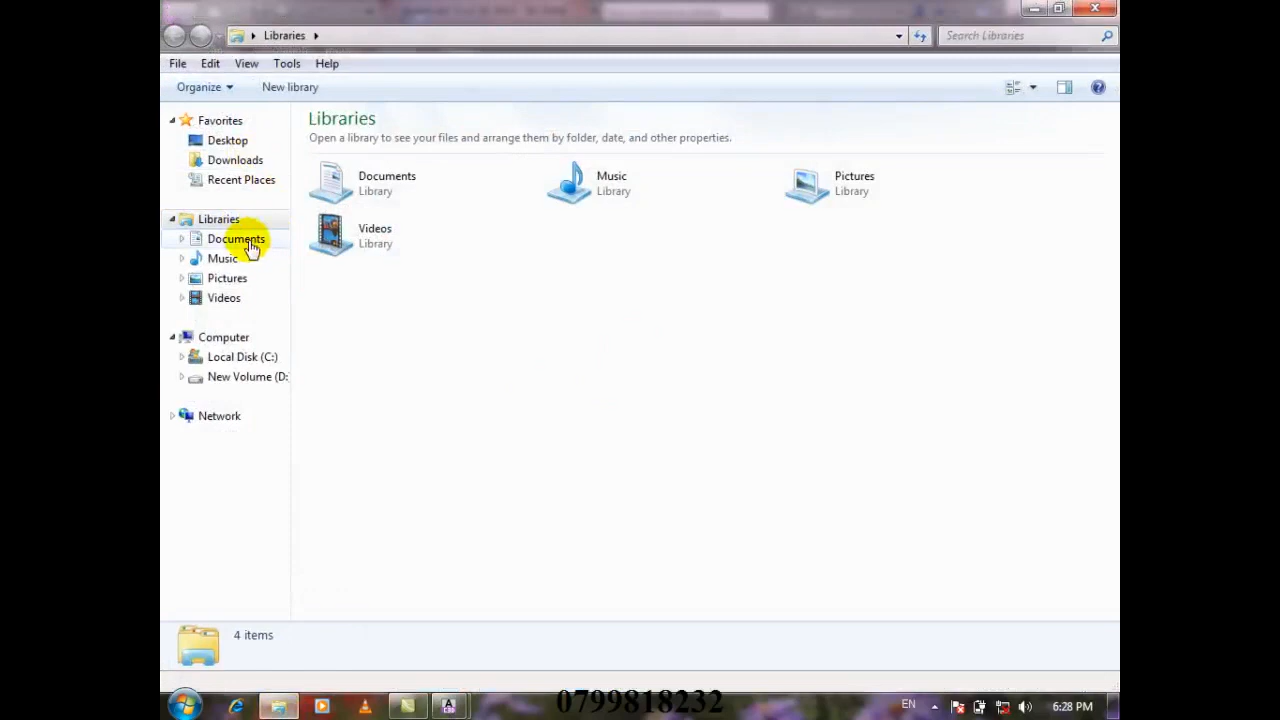 Libraries
Search Libraries
File Edit View Tools Help
Organize New library
Favorites
Desktop
Downloads
Recent Places
Libraries
Documents
Music
Pictures
Videos
Computer
Local Disk (C:)
New Volume (D:
Network
Libraries
Open a library to see your files and arrange them by folder, date, and other properties.
Documents
Library
Music
Library
Pictures
Library
Videos
Library
4 items
0799818232
EN
6:28 PM